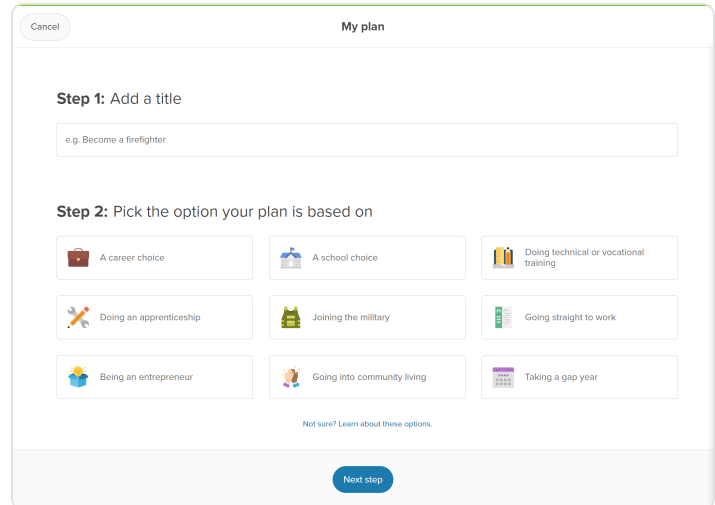 Cancel
My plan
Step 1: Add a title
e.g. Become a firefighter
Step 2: Pick the option your plan is based on
A career choice
A school choice
Doing technical or vocational
training
Doing an apprenticeship
Joining the military
Going straight to work
Being an entrepreneur
Going into community living
Taking a gap year
Not sure? Learn about these options.
Next step